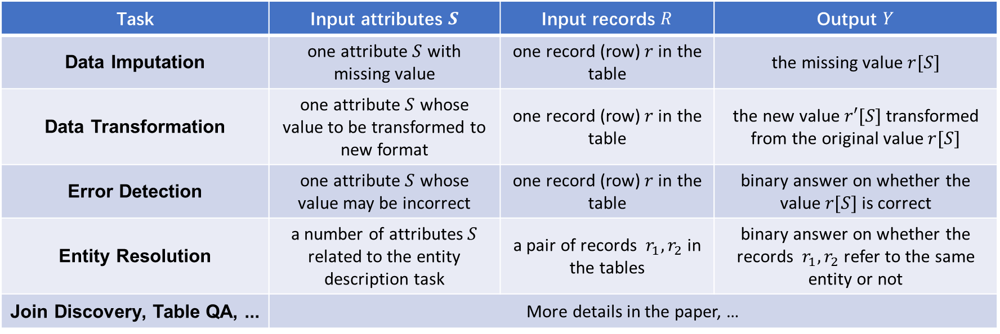 Task
Input attributes S
Input records R
Output Y
Data Imputation
one attribute S with
missing value
one record (row) r in the
table
the missing value r[S]
Data Transformation
one attribute S whose
value to be transformed to
new format
one record (row) r in the
table
the new value r′[S] transformed
from the original value r[S]
Error Detection
one attribute S whose
value may be incorrect
one record (row) r in the
table
binary answer on whether the
value r[S] is correct
Entity Resolution
a number of attributes S
related to the entity
description task
a pair of records r₁, r₂ in
the tables
binary answer on whether the
records r₁, r₂ refer to the same
entity or not
Join Discovery, Table QA, ...
More details in the paper, ...